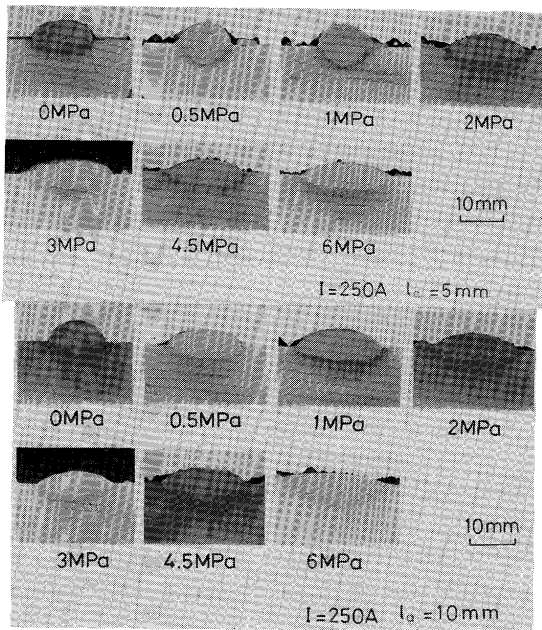 0MPa 0.5MPa 1MPa 2MPa
3MPa 4.5MPa 6MPa 10mm
I=250A lₐ=5mm
0MPa 0.5MPa 1MPa 2MPa
3MPa 4.5MPa 6MPa 10mm
I=250A lₐ=10mm